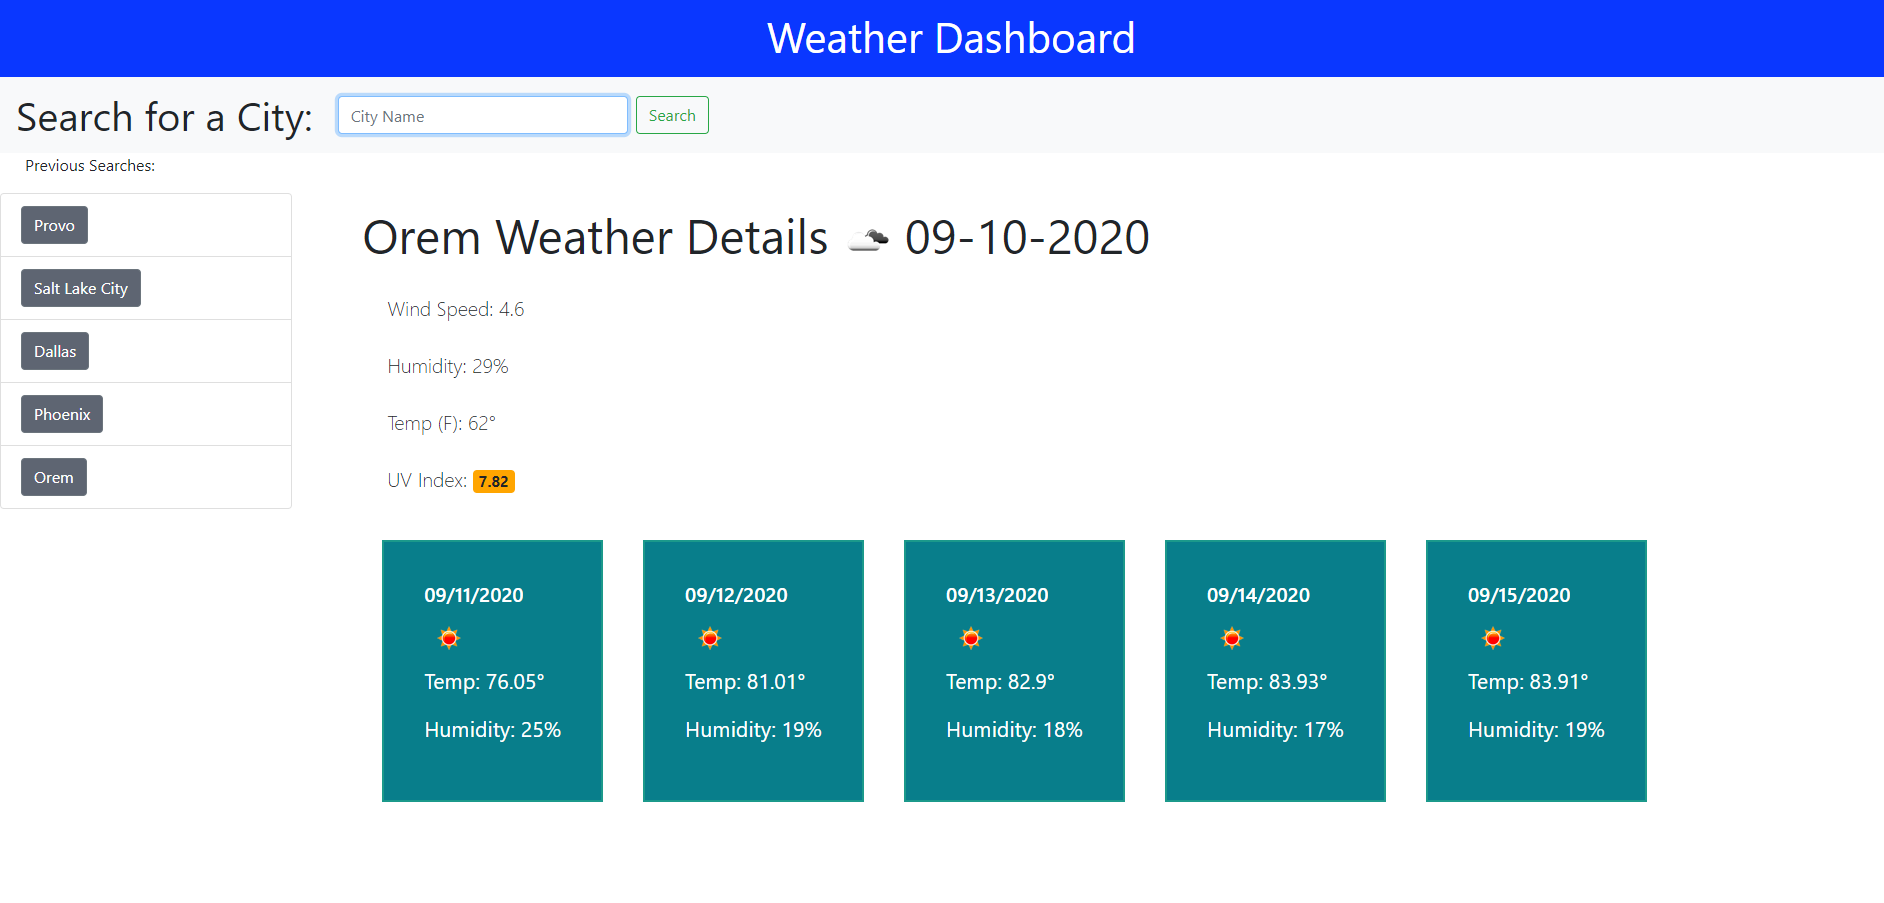 Weather Dashboard
Search for a City:
City Name
Search
Previous Searches:
Provo
Salt Lake City
Dallas
Phoenix
Orem
Orem Weather Details 09-10-2020
Wind Speed: 4.6
Humidity: 29%
Temp (F): 62°
UV Index: 7.82
09/11/2020
Temp: 76.05°
Humidity: 25%
09/12/2020
Temp: 81.01°
Humidity: 19%
09/13/2020
Temp: 82.9°
Humidity: 18%
09/14/2020
Temp: 83.93°
Humidity: 17%
09/15/2020
Temp: 83.91°
Humidity: 19%